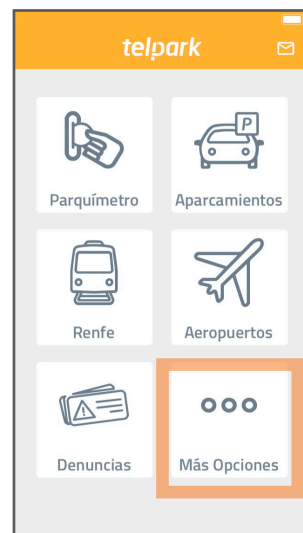 telpark
P
Parquímetro
Aparcamientos
Renfe
Aeropuertos
Denuncias
Más Opciones